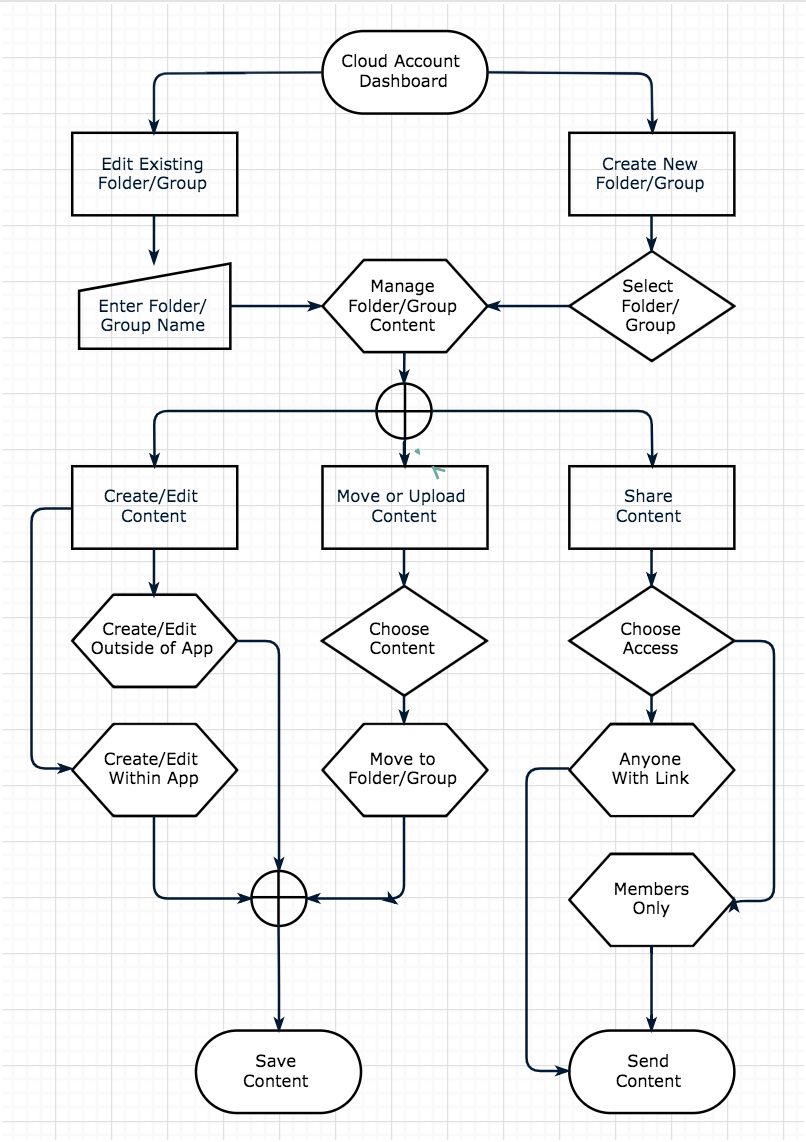 Cloud Account
Dashboard
Edit Existing
Folder/Group
Create New
Folder/Group
Enter Folder/
Group Name
Manage
Folder/Group
Content
Select
Folder/
Group
Create/Edit
Content
Move or Upload
Content
Share
Content
Create/Edit
Outside of App
Choose
Content
Choose
Access
Create/Edit
Within App
Move to
Folder/Group
Anyone
With Link
Members
Only
Save
Content
Send
Content